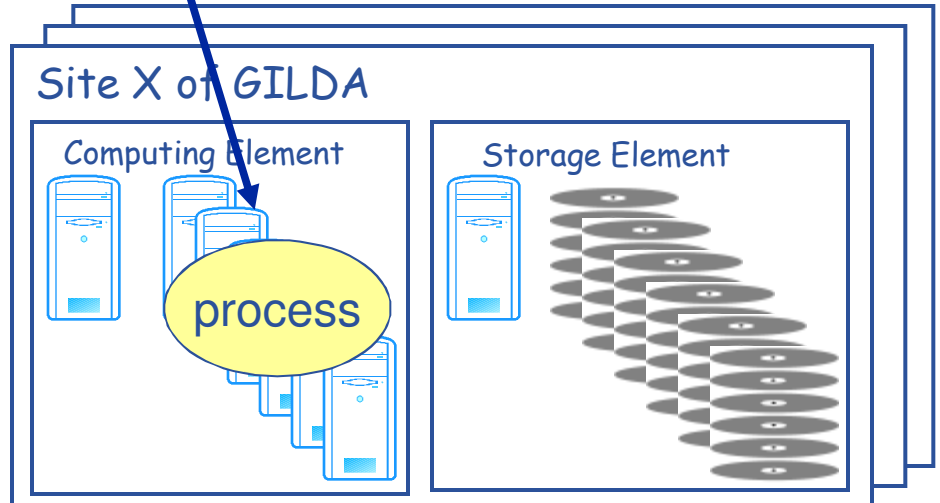 Site X of GILDA
Computing Element
Storage Element
process